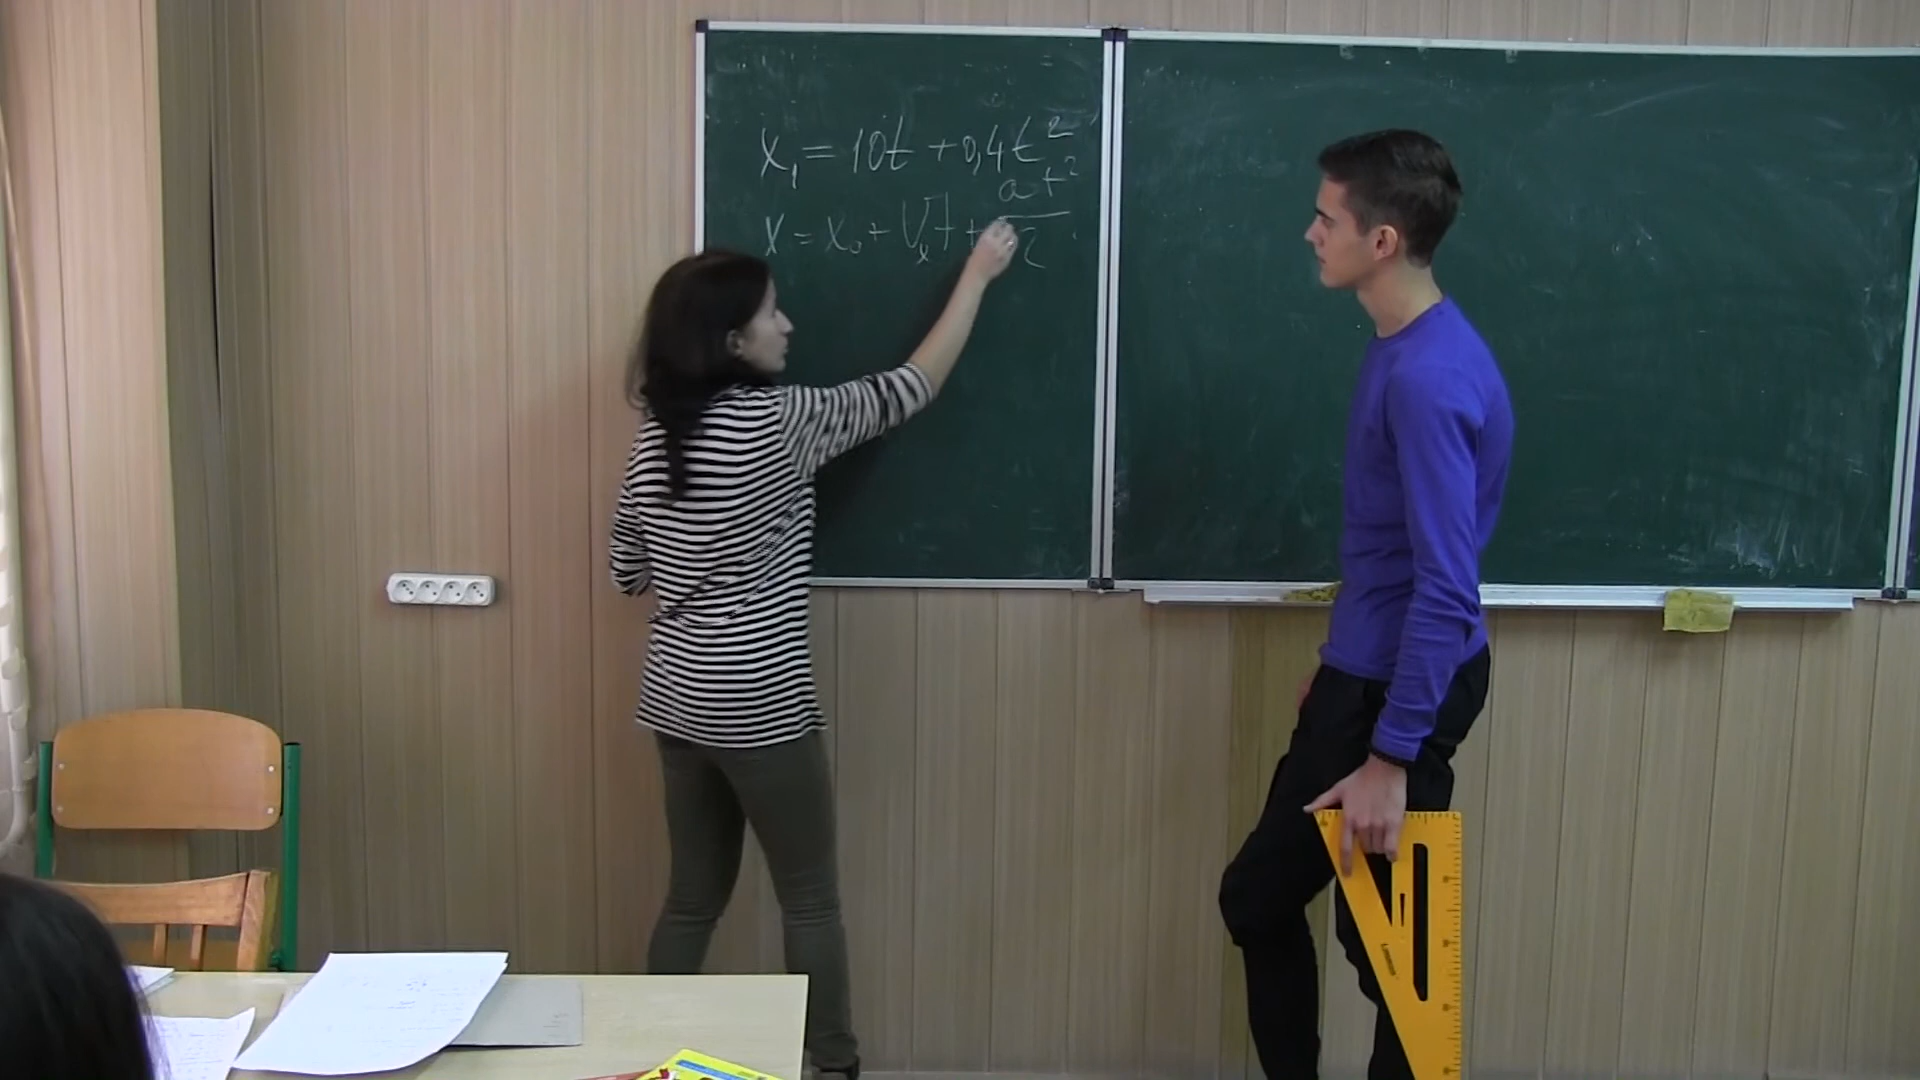 x₁ = 10t + 0,4t²
x = x₀ + Vₓt + at²/2